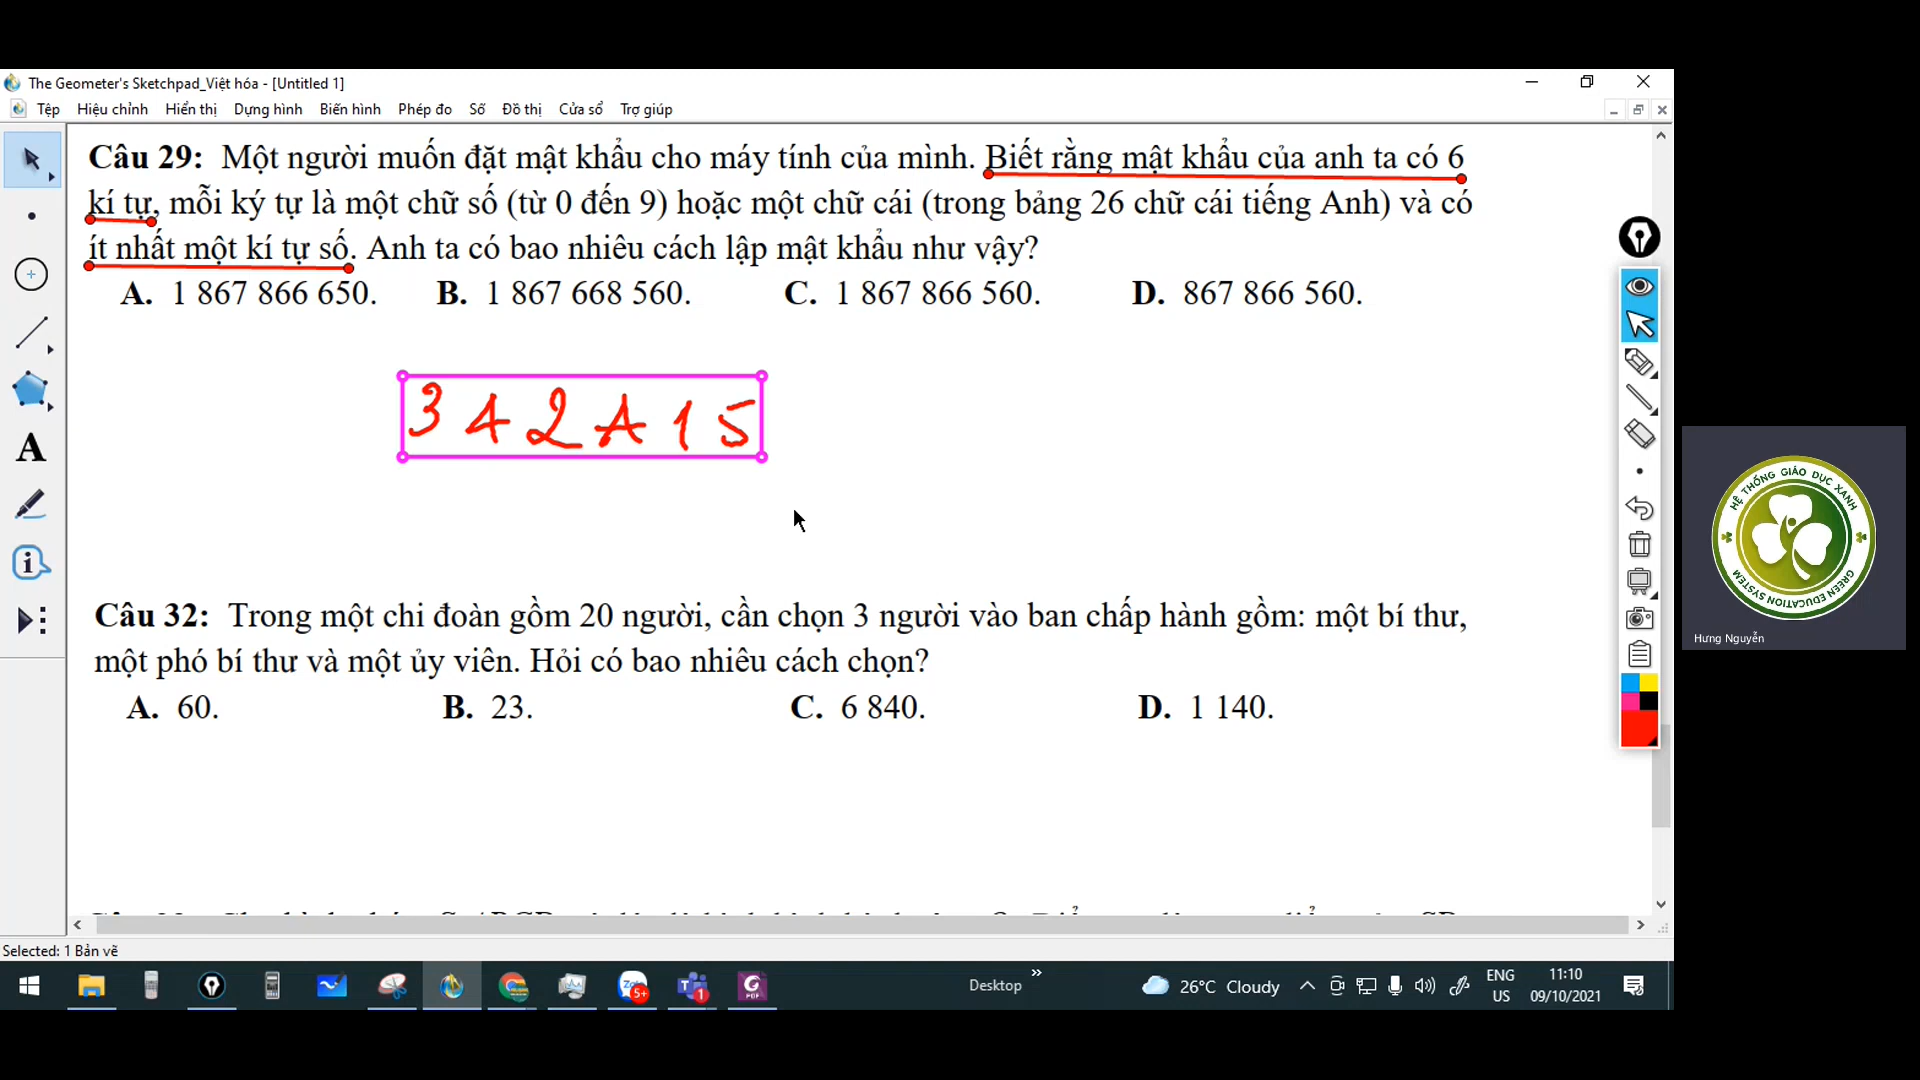 The Geometer's Sketchpad_Việt hóa - [Untitled 1]
Tệp Hiệu chỉnh Hiển thị Dựng hình Biến hình Phép đo Số Đồ thị Cửa sổ Trợ giúp
Câu 29: Một người muốn đặt mật khẩu cho máy tính của mình. Biết rằng mật khẩu của anh ta có 6
kí tự, mỗi ký tự là một chữ số (từ 0 đến 9) hoặc một chữ cái (trong bảng 26 chữ cái tiếng Anh) và có
ít nhất một kí tự số. Anh ta có bao nhiêu cách lập mật khẩu như vậy?
A. 1 867 866 650. B. 1 867 668 560. C. 1 867 866 560. D. 867 866 560.
3 4 2 A 1 5
Câu 32: Trong một chi đoàn gồm 20 người, cần chọn 3 người vào ban chấp hành gồm: một bí thư,
một phó bí thư và một ủy viên. Hỏi có bao nhiêu cách chọn?
A. 60. B. 23. C. 6 840. D. 1 140.
A
HỆ THỐNG GIÁO DỤC XANH
GREEN EDUCATION SYSTEM
Hưng Nguyễn
Selected: 1 Bản vẽ
Zalo 5+ 1 PDF Desktop 26°C Cloudy ENG US 11:10 09/10/2021